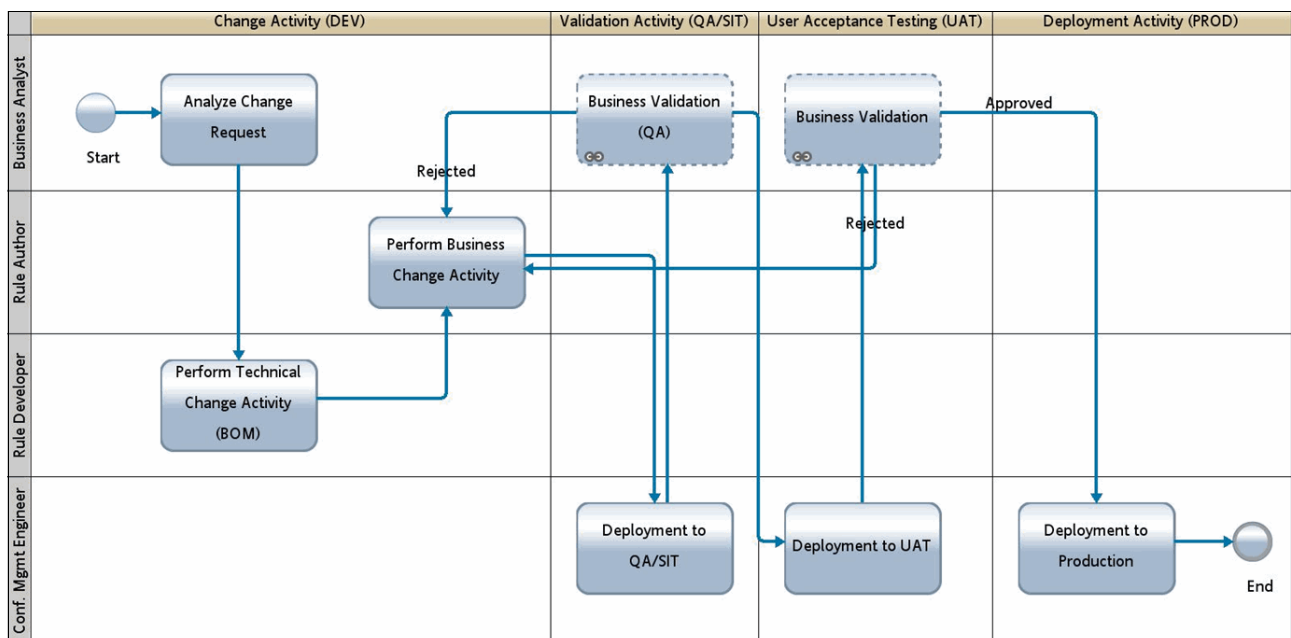 Change Activity (DEV)
Validation Activity (QA/SIT)
User Acceptance Testing (UAT)
Deployment Activity (PROD)
Business Analyst
Start
Analyze Change
Request
Business Validation
(QA)
Business Validation
Approved
Rejected
Rule Author
Perform Business
Change Activity
Rejected
Rule Developer
Perform Technical
Change Activity
(BOM)
Conf. Mgmt Engineer
Deployment to
QA/SIT
Deployment to UAT
Deployment to
Production
End